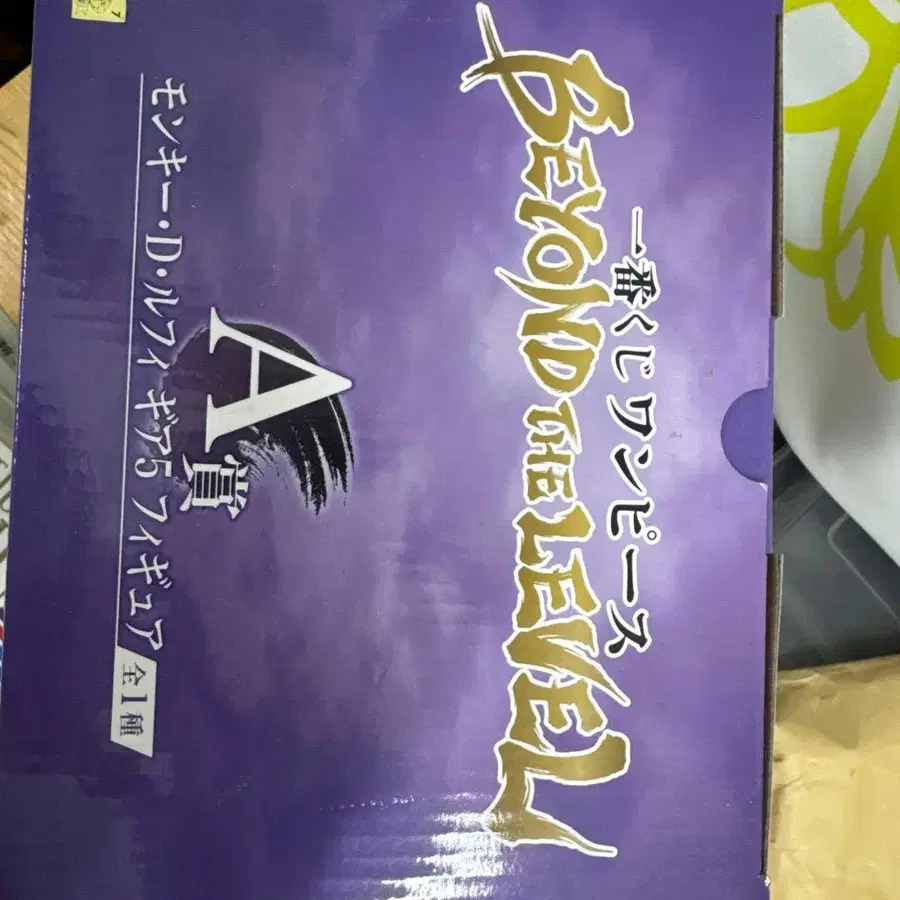 一番くじ ワンピース
BEYOND THE LEVEL
A賞
モンキー・D・ルフィ ギア5 フィギュア 全1種